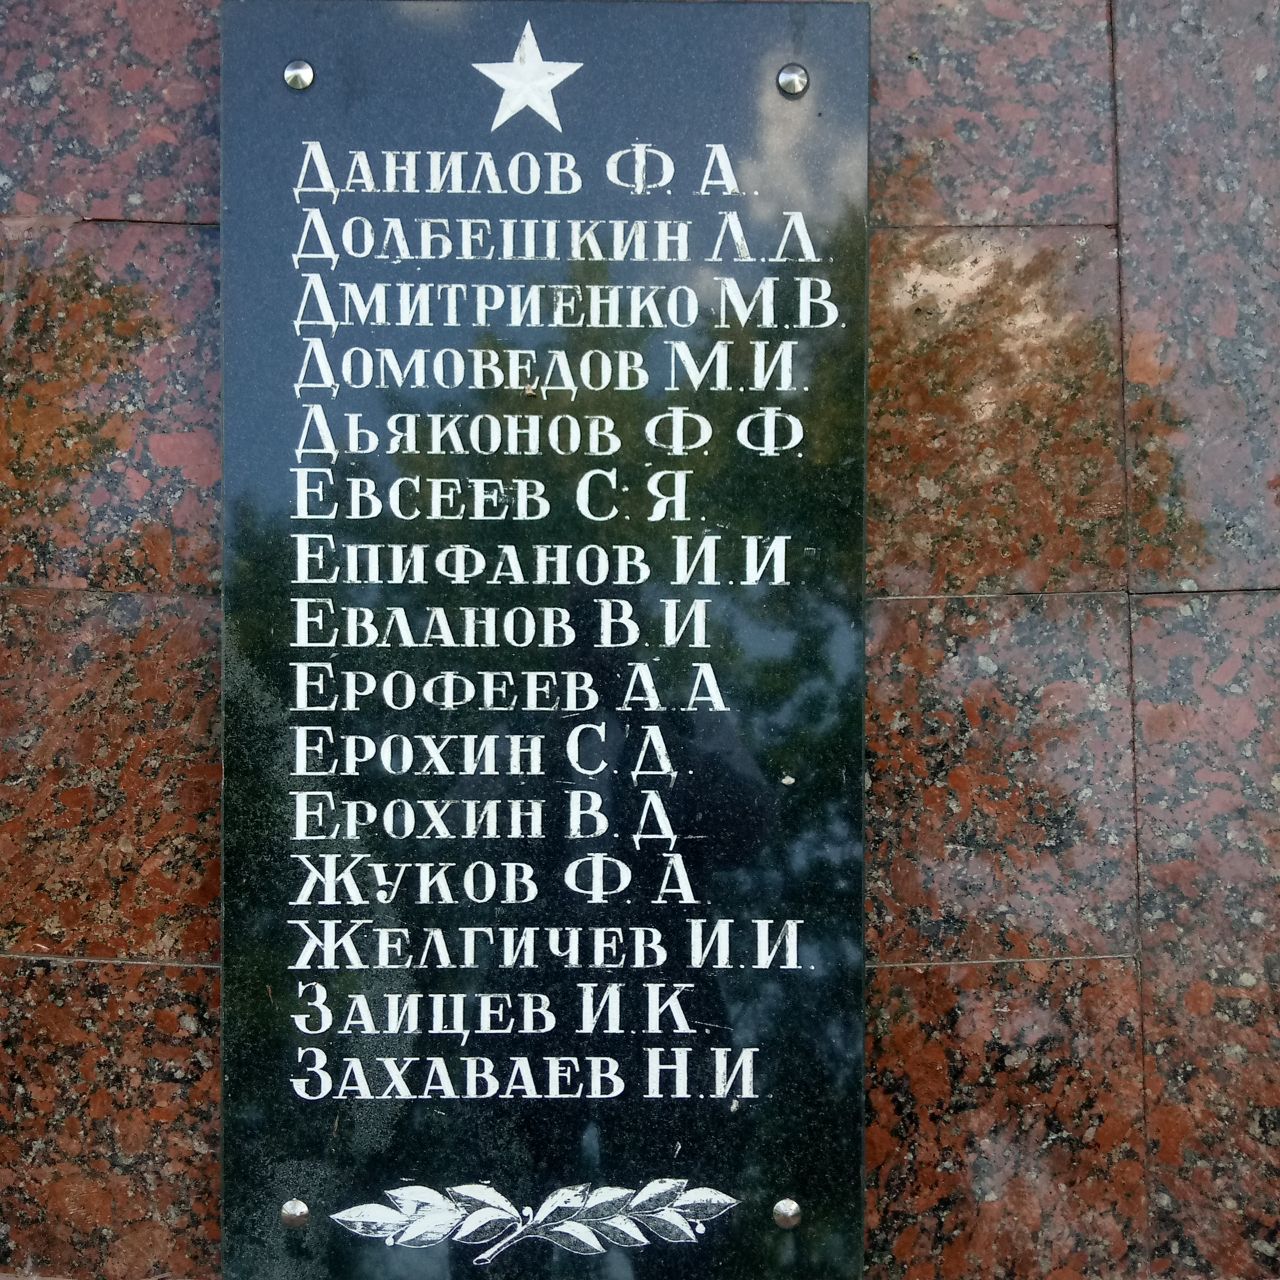 ДАНИЛОВ Ф.А.
ДОЛБЕШКИН Л.Л.
ДМИТРИЕНКО М.В.
ДОМОВЕДОВ М.И.
ДЬЯКОНОВ Ф.Ф.
ЕВСЕЕВ С.Я.
ЕПИФАНОВ И.И
ЕВЛАНОВ В.И
ЕРОФЕЕВ А.А
ЕРОХИН С.Д.
ЕРОХИН В.Д
ЖУКОВ Ф.А
ЖЕЛГИЧЕВ И.И.
ЗАИЦЕВ И.К.
ЗАХАВАЕВ Н.И